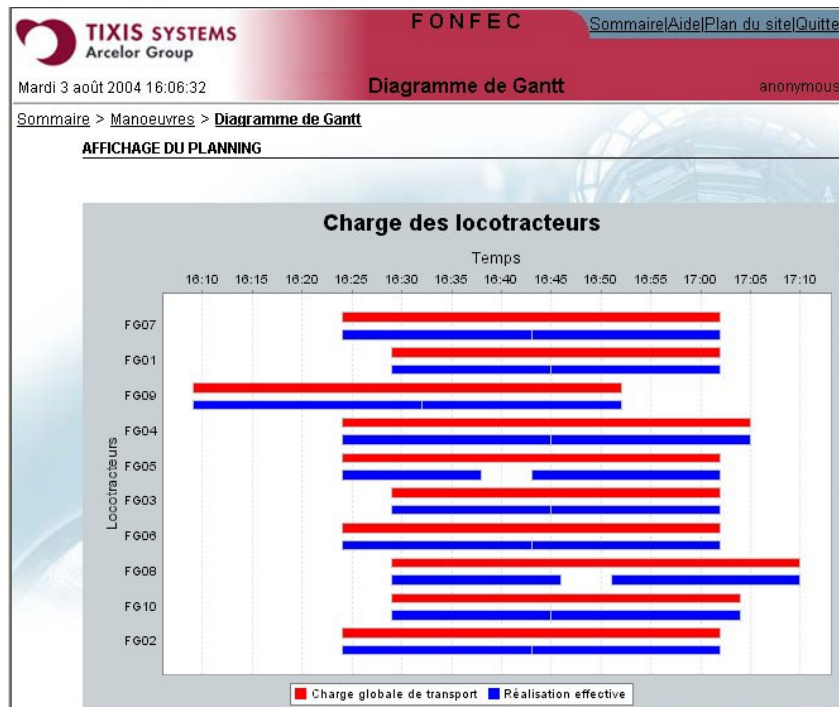 TIXIS SYSTEMS
Arcelor Group
FONFEC
Sommaire|Aide|Plan du site|Quitte
Mardi 3 août 2004 16:06:32
Diagramme de Gantt
anonymous
Sommaire > Manoeuvres > Diagramme de Gantt
AFFICHAGE DU PLANNING
Charge des locotracteurs
Temps
16:10 16:15 16:20 16:25 16:30 16:35 16:40 16:45 16:50 16:55 17:00 17:05 17:10
Locotracteurs
FG07
FG01
FG09
FG04
FG05
FG03
FG06
FG08
FG10
FG02
Charge globale de transport Réalisation effective